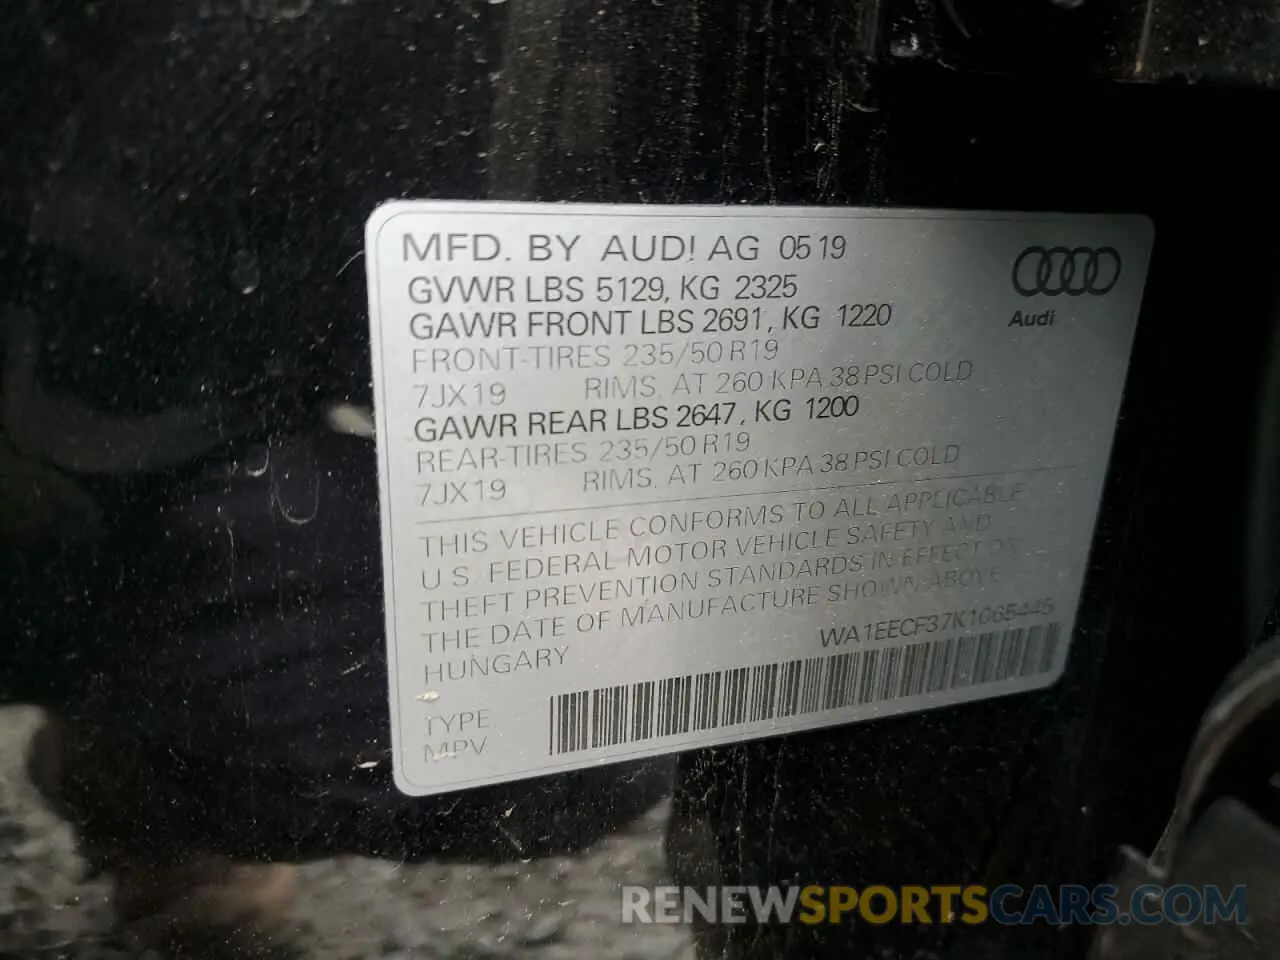 MFD. BY AUDI AG 0519
GVWR LBS 5129, KG 2325
GAWR FRONT LBS 2691, KG 1220
FRONT-TIRES 235/50 R19
7JX19 RIMS, AT 260 KPA 38 PSI COLD
GAWR REAR LBS 2647, KG 1200
REAR-TIRES 235/50 R19
7JX19 RIMS, AT 260 KPA 38 PSI COLD
Audi
THIS VEHICLE CONFORMS TO ALL APPLICABLE
U.S. FEDERAL MOTOR VEHICLE SAFETY AND
THEFT PREVENTION STANDARDS IN EFFECT ON
THE DATE OF MANUFACTURE SHOWN ABOVE
HUNGARY
WA1EECF37K1065445
TYPE
MPV
RENEWSPORTSCARS.COM